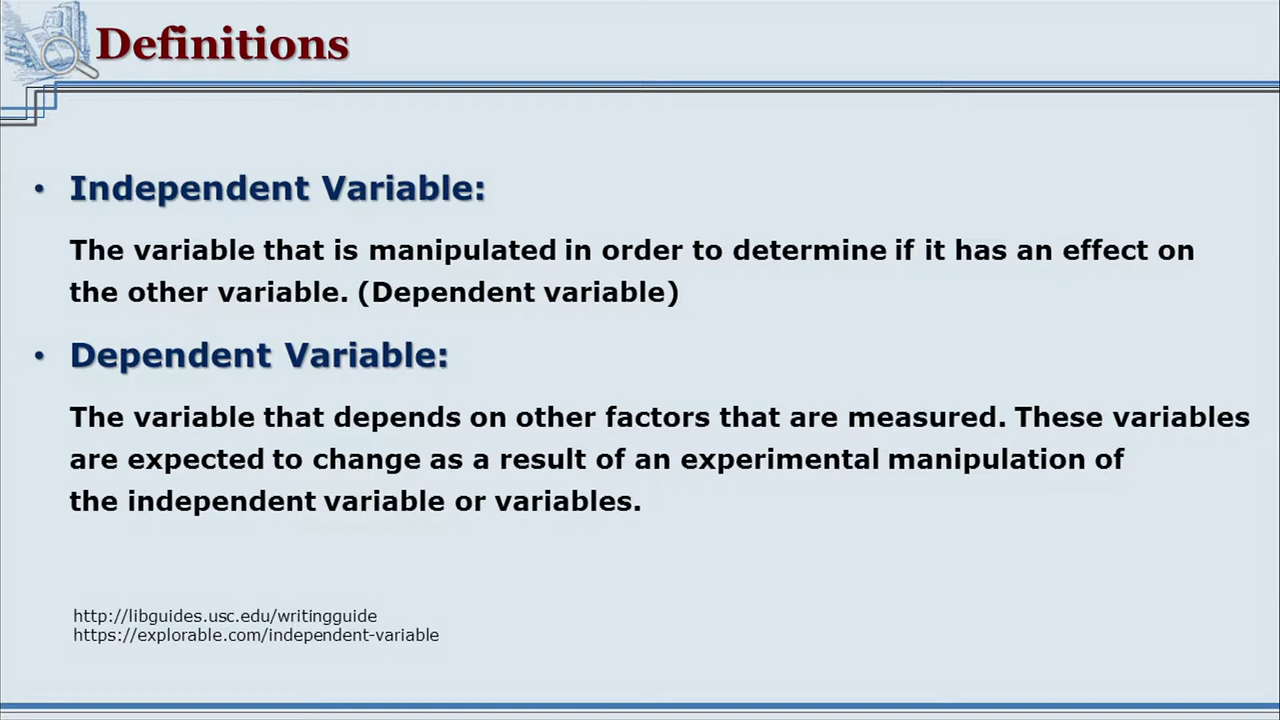 Definitions
• Independent Variable:
The variable that is manipulated in order to determine if it has an effect on
the other variable. (Dependent variable)
• Dependent Variable:
The variable that depends on other factors that are measured. These variables
are expected to change as a result of an experimental manipulation of
the independent variable or variables.
http://libguides.usc.edu/writingguide
https://explorable.com/independent-variable